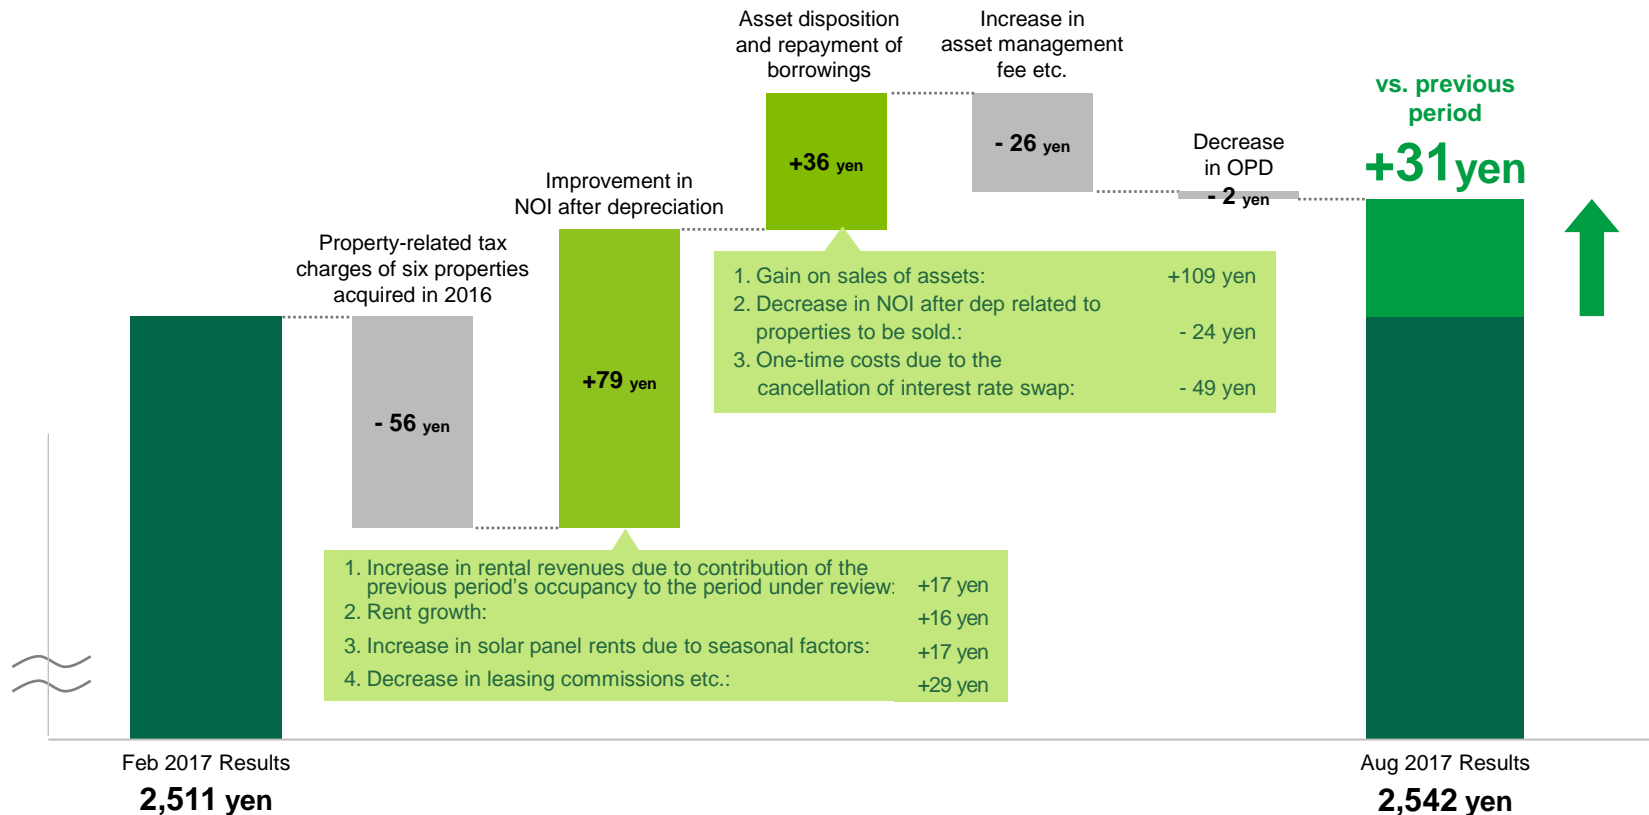 Asset disposition
and repayment of
borrowings
Increase in
asset management
fee etc.
vs. previous
period
+31 yen
Decrease
in OPD
- 2 yen
- 26 yen
+36 yen
Improvement in
NOI after depreciation
Property-related tax
charges of six properties
acquired in 2016
- 56 yen
+79 yen
1. Gain on sales of assets: +109 yen
2. Decrease in NOI after dep related to
properties to be sold.: - 24 yen
3. One-time costs due to the
cancellation of interest rate swap: - 49 yen
1. Increase in rental revenues due to contribution of the
previous period's occupancy to the period under review: +17 yen
2. Rent growth: +16 yen
3. Increase in solar panel rents due to seasonal factors: +17 yen
4. Decrease in leasing commissions etc.: +29 yen
Feb 2017 Results
2,511 yen
Aug 2017 Results
2,542 yen